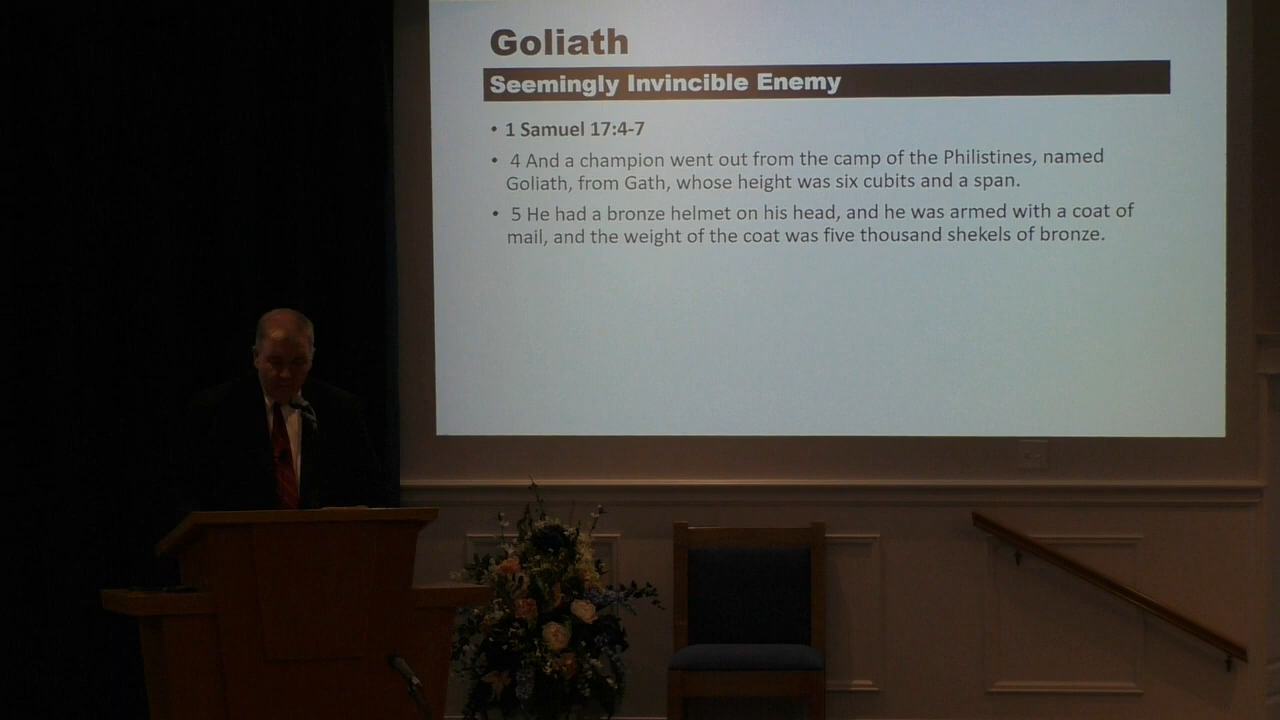 Goliath
Seemingly Invincible Enemy
• 1 Samuel 17:4-7
• 4 And a champion went out from the camp of the Philistines, named
Goliath, from Gath, whose height was six cubits and a span.
• 5 He had a bronze helmet on his head, and he was armed with a coat of
mail, and the weight of the coat was five thousand shekels of bronze.